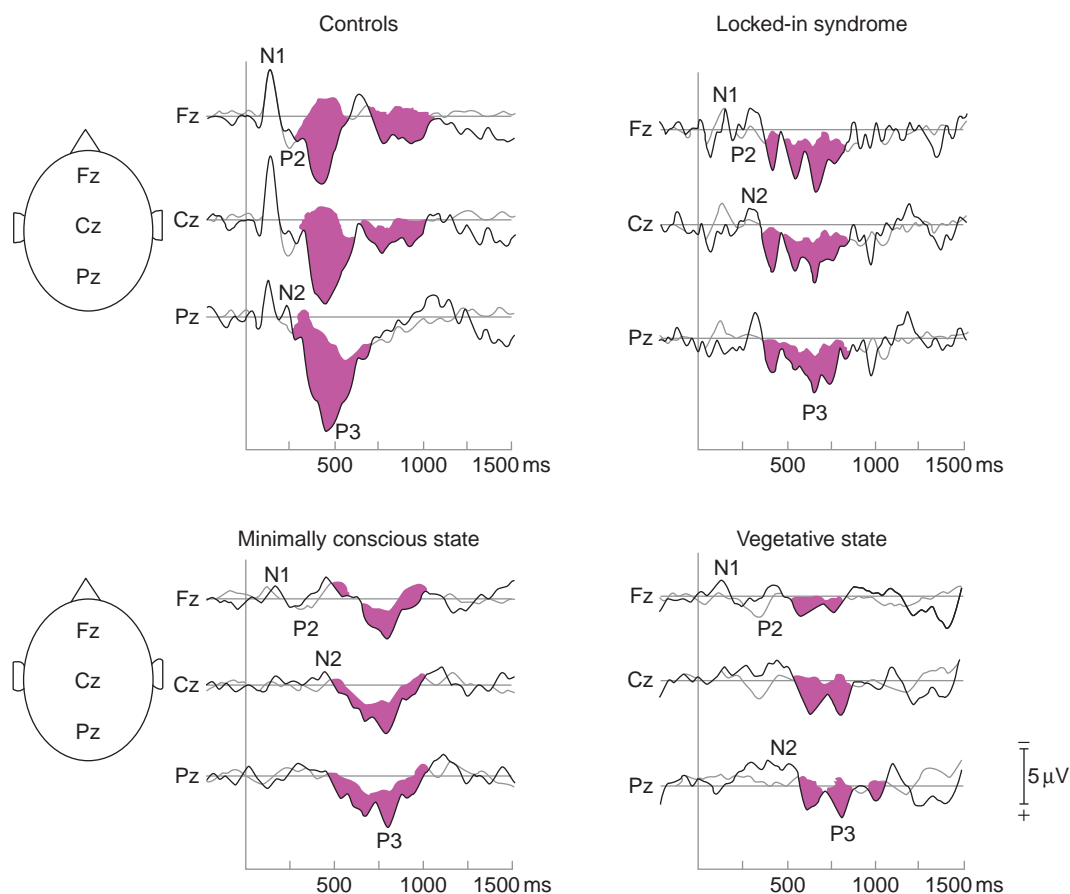 Controls
N1
Fz
P2
Cz
N2
Pz
P3
500 1000 1500 ms
Locked-in syndrome
N1
Fz
P2
N2
Cz
Pz
P3
500 1000 1500 ms
Fz
Cz
Pz
Minimally conscious state
N1
Fz
P2
N2
Cz
Pz
P3
500 1000 1500 ms
Vegetative state
N1
Fz
P2
Cz
N2
Pz
P3
500 1000 1500 ms
Fz
Cz
Pz
−
5 μV
+